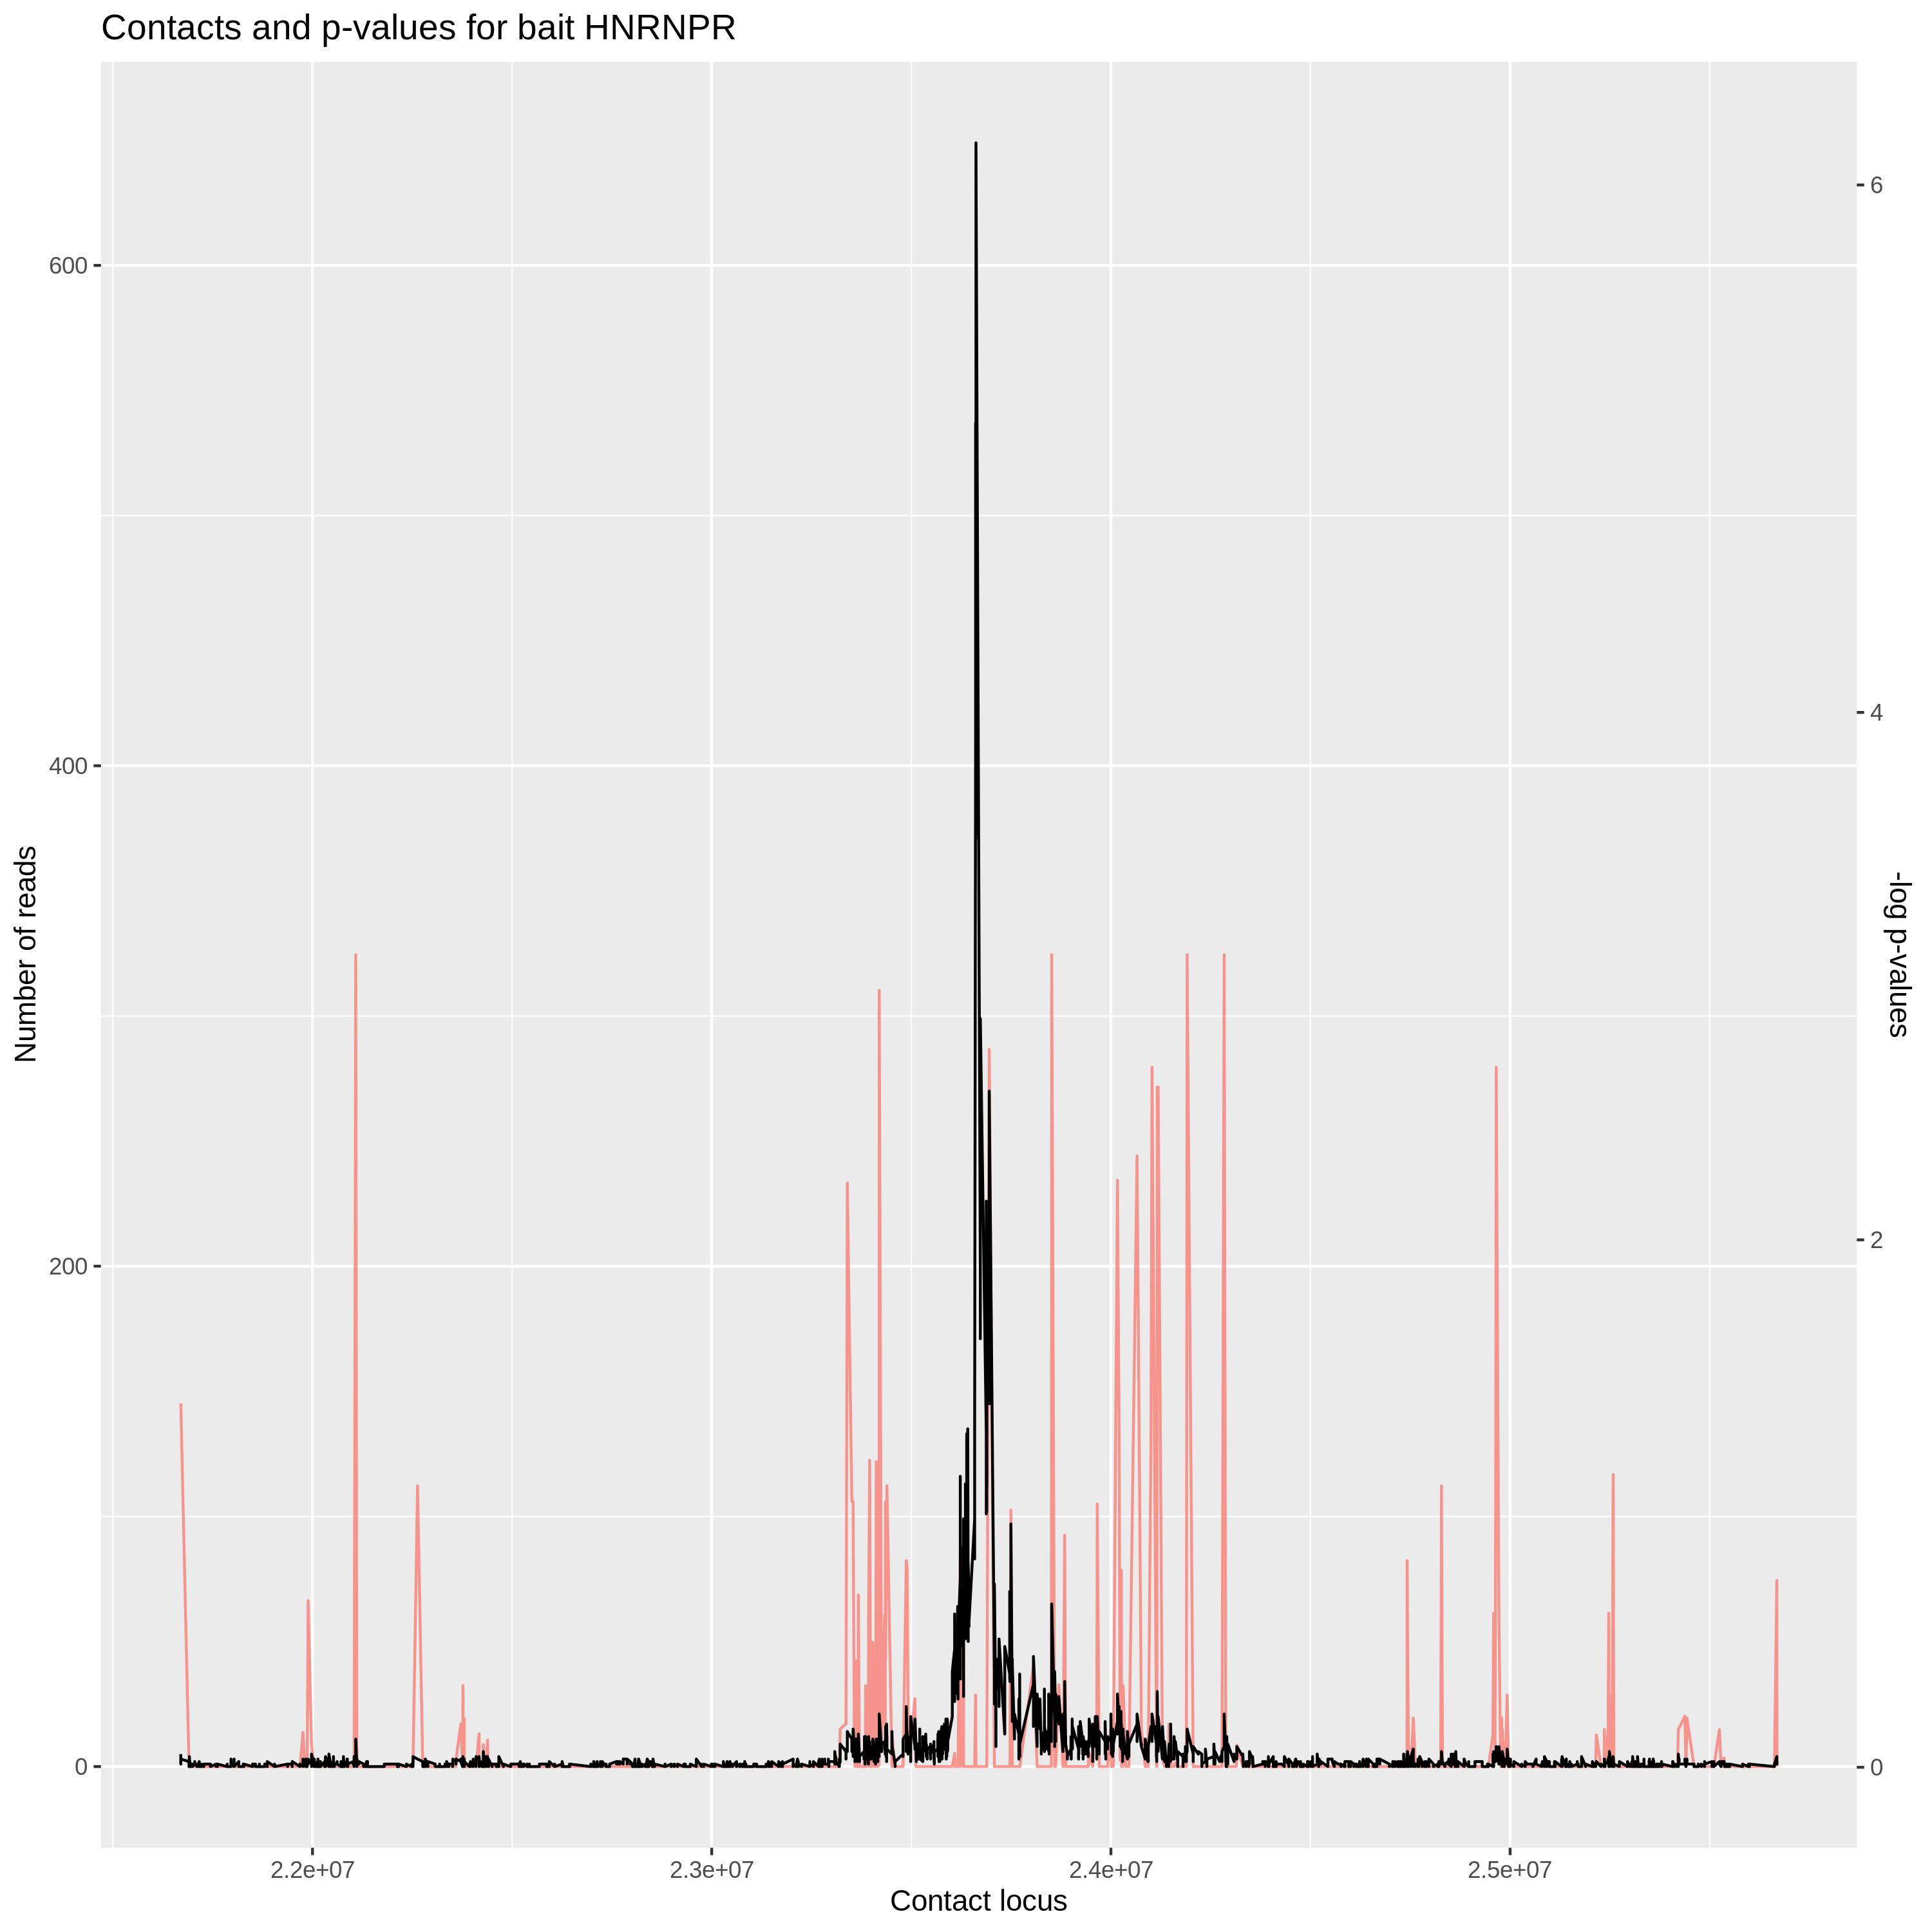 Contacts and p-values for bait HNRNPR
Number of reads
600
400
200
0
6
4
2
0
-log p-values
2.2e+07 2.3e+07 2.4e+07 2.5e+07
Contact locus